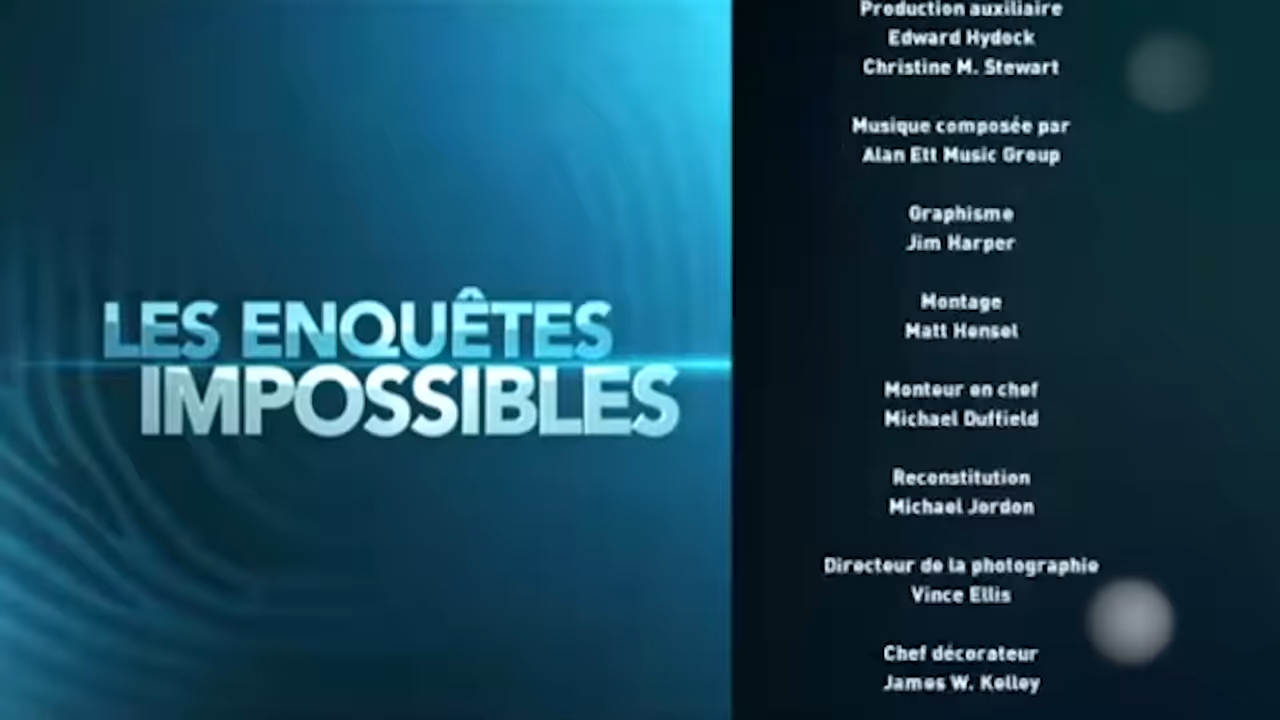 LES ENQUÊTES
IMPOSSIBLES
Production auxiliaire
Edward Hydock
Christine M. Stewart
Musique composée par
Alan Ett Music Group
Graphisme
Jim Harper
Montage
Matt Hensel
Monteur en chef
Michael Duffield
Reconstitution
Michael Jordon
Directeur de la photographie
Vince Ellis
Chef décorateur
James W. Kelley